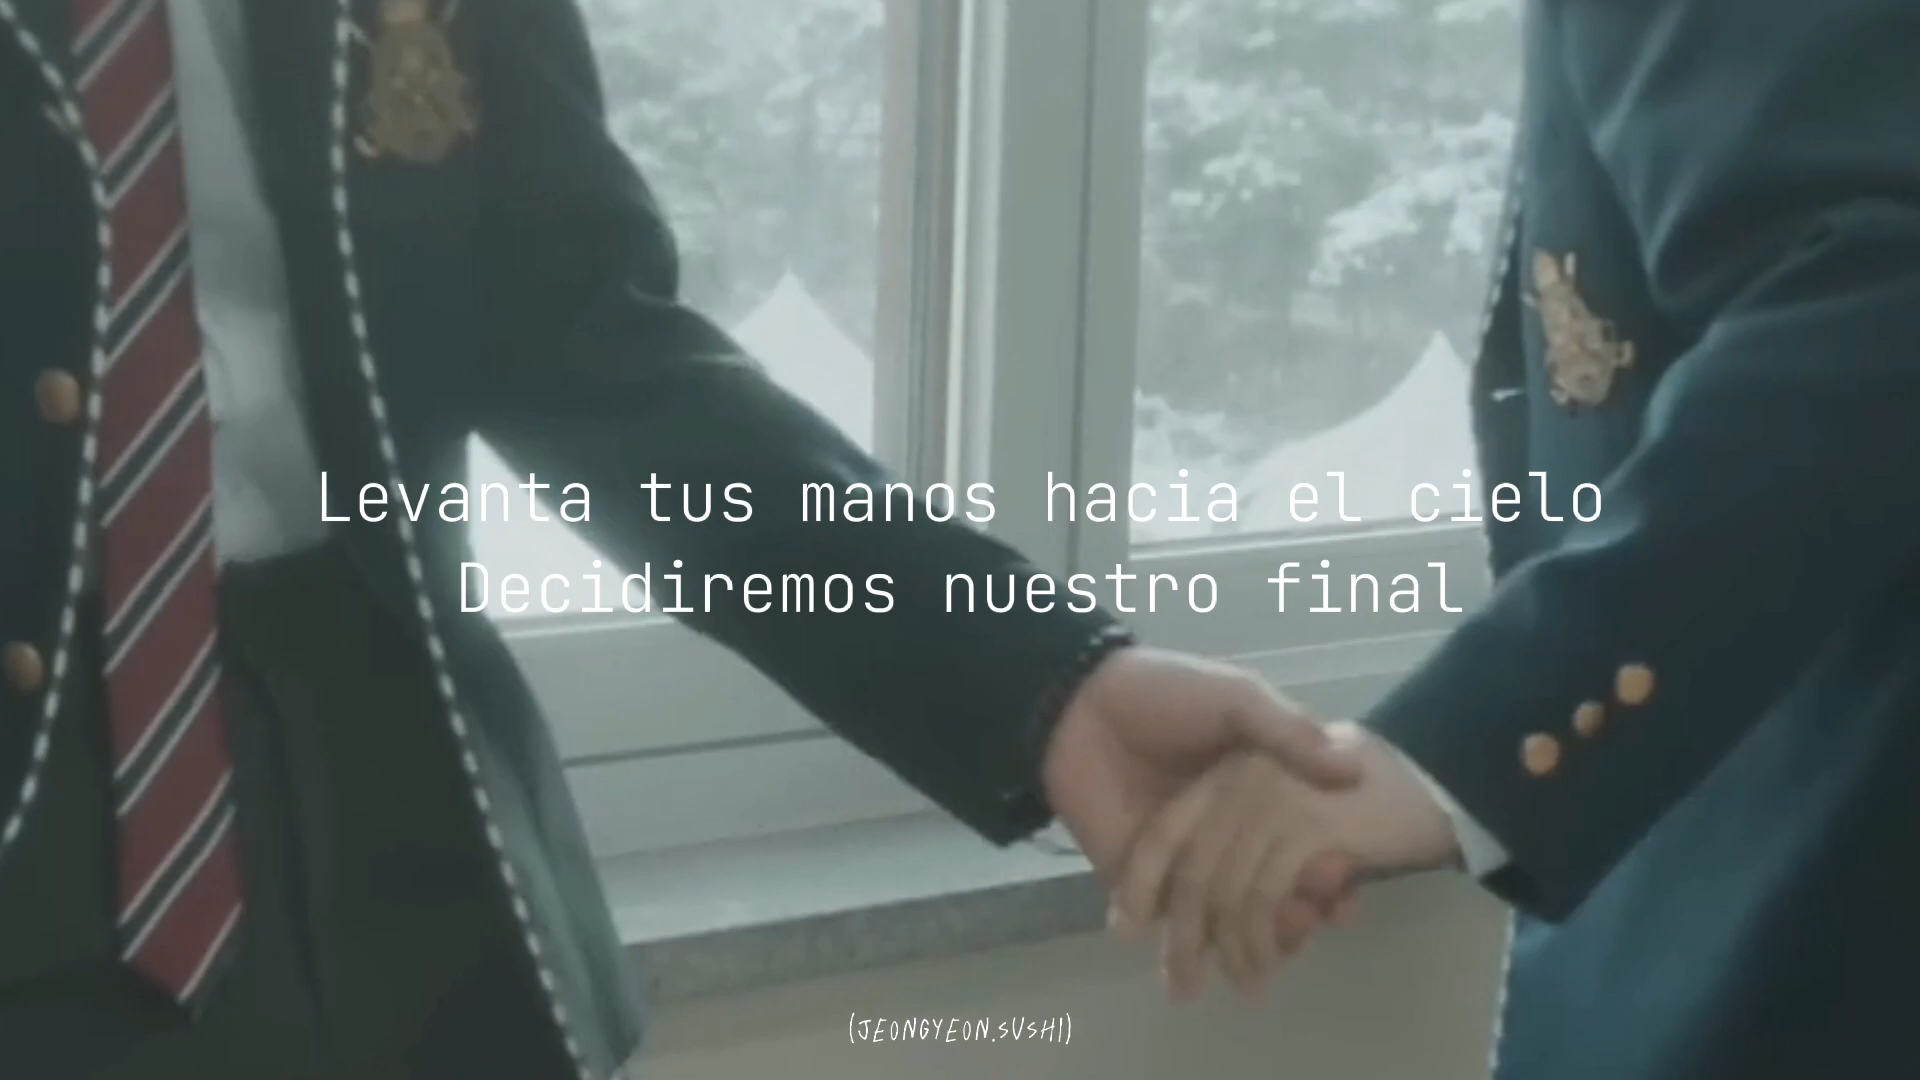 Levanta tus manos hacia el cielo
Decidiremos nuestro final
(JEONGYEON.SUSHI)